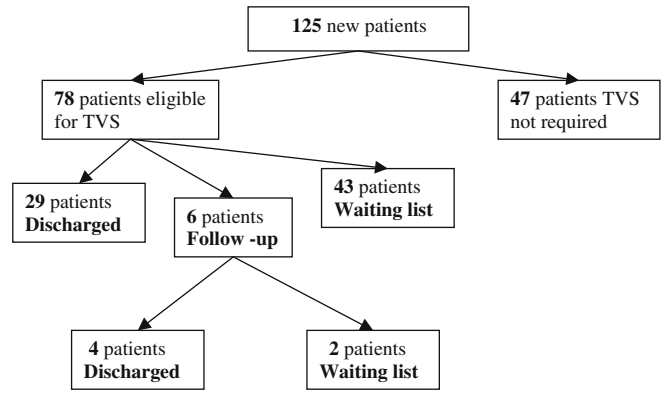 125 new patients
78 patients eligible
for TVS
47 patients TVS
not required
29 patients
Discharged
6 patients
Follow -up
43 patients
Waiting list
4 patients
Discharged
2 patients
Waiting list